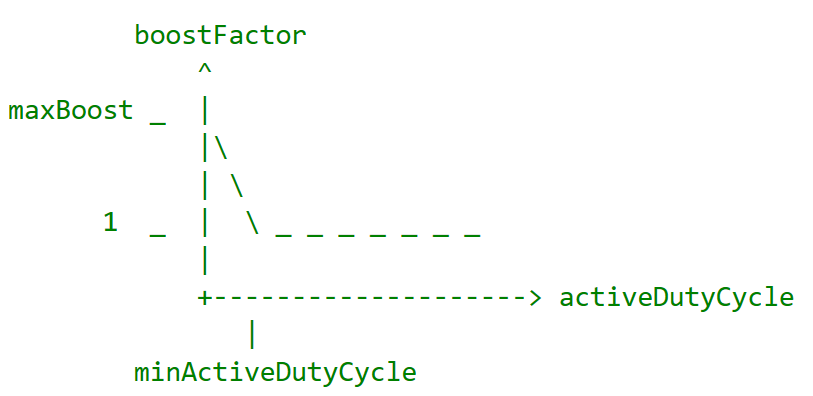 boostFactor
^
maxBoost _ |
|\
| \
1 _ | \ _ _ _ _ _ _ _
|
+--------------------> activeDutyCycle
|
minActiveDutyCycle